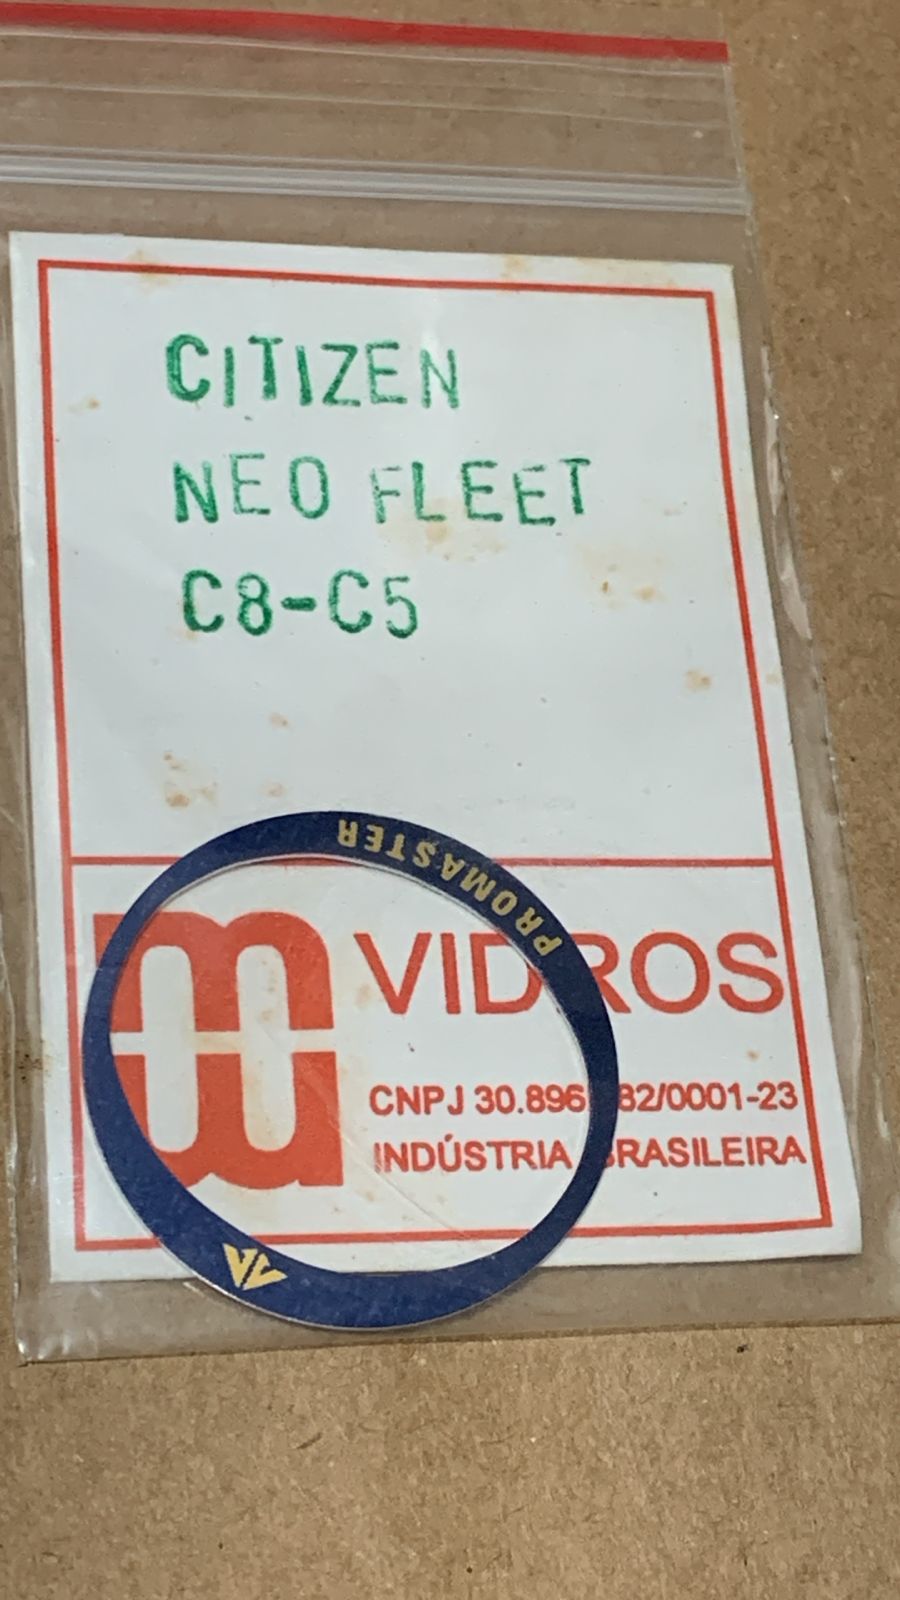 CITIZEN
NEO FLEET
C8-C5
PROMASTER
VIDROS
CNPJ 30.896 82/0001-23
INDÚSTRIA BRASILEIRA